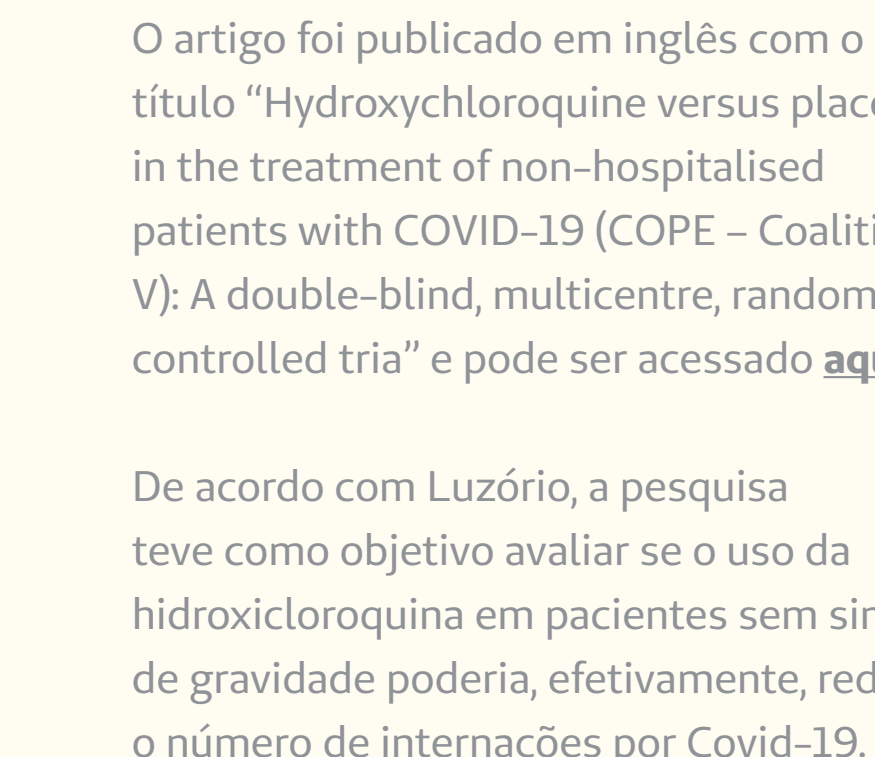 O artigo foi publicado em inglês com o
título “Hydroxychloroquine versus plac
in the treatment of non-hospitalised
patients with COVID-19 (COPE – Coaliti
V): A double-blind, multicentre, random
controlled tria” e pode ser acessado aqu
De acordo com Luzório, a pesquisa
teve como objetivo avaliar se o uso da
hidroxicloroquina em pacientes sem sin
de gravidade poderia, efetivamente, red
o número de internações por Covid-19.